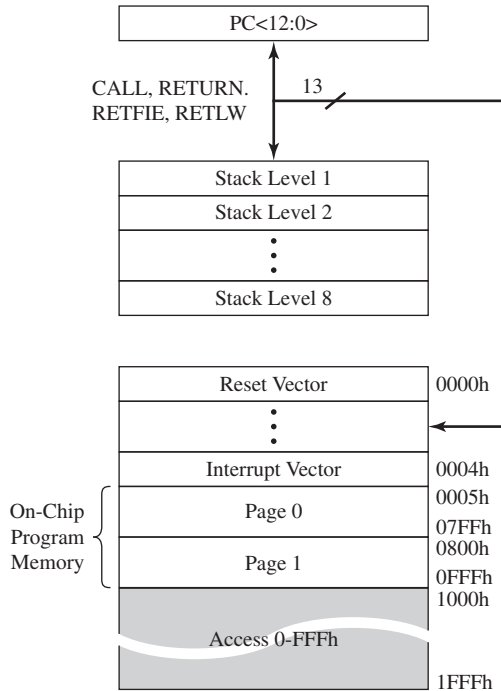 PC<12:0>
CALL, RETURN.
RETFIE, RETLW
13
Stack Level 1
Stack Level 2
Stack Level 8
Reset Vector
0000h
Interrupt Vector
0004h
On-Chip
Program
Memory
Page 0
0005h
07FFh
Page 1
0800h
0FFFh
1000h
Access 0-FFFh
1FFFh